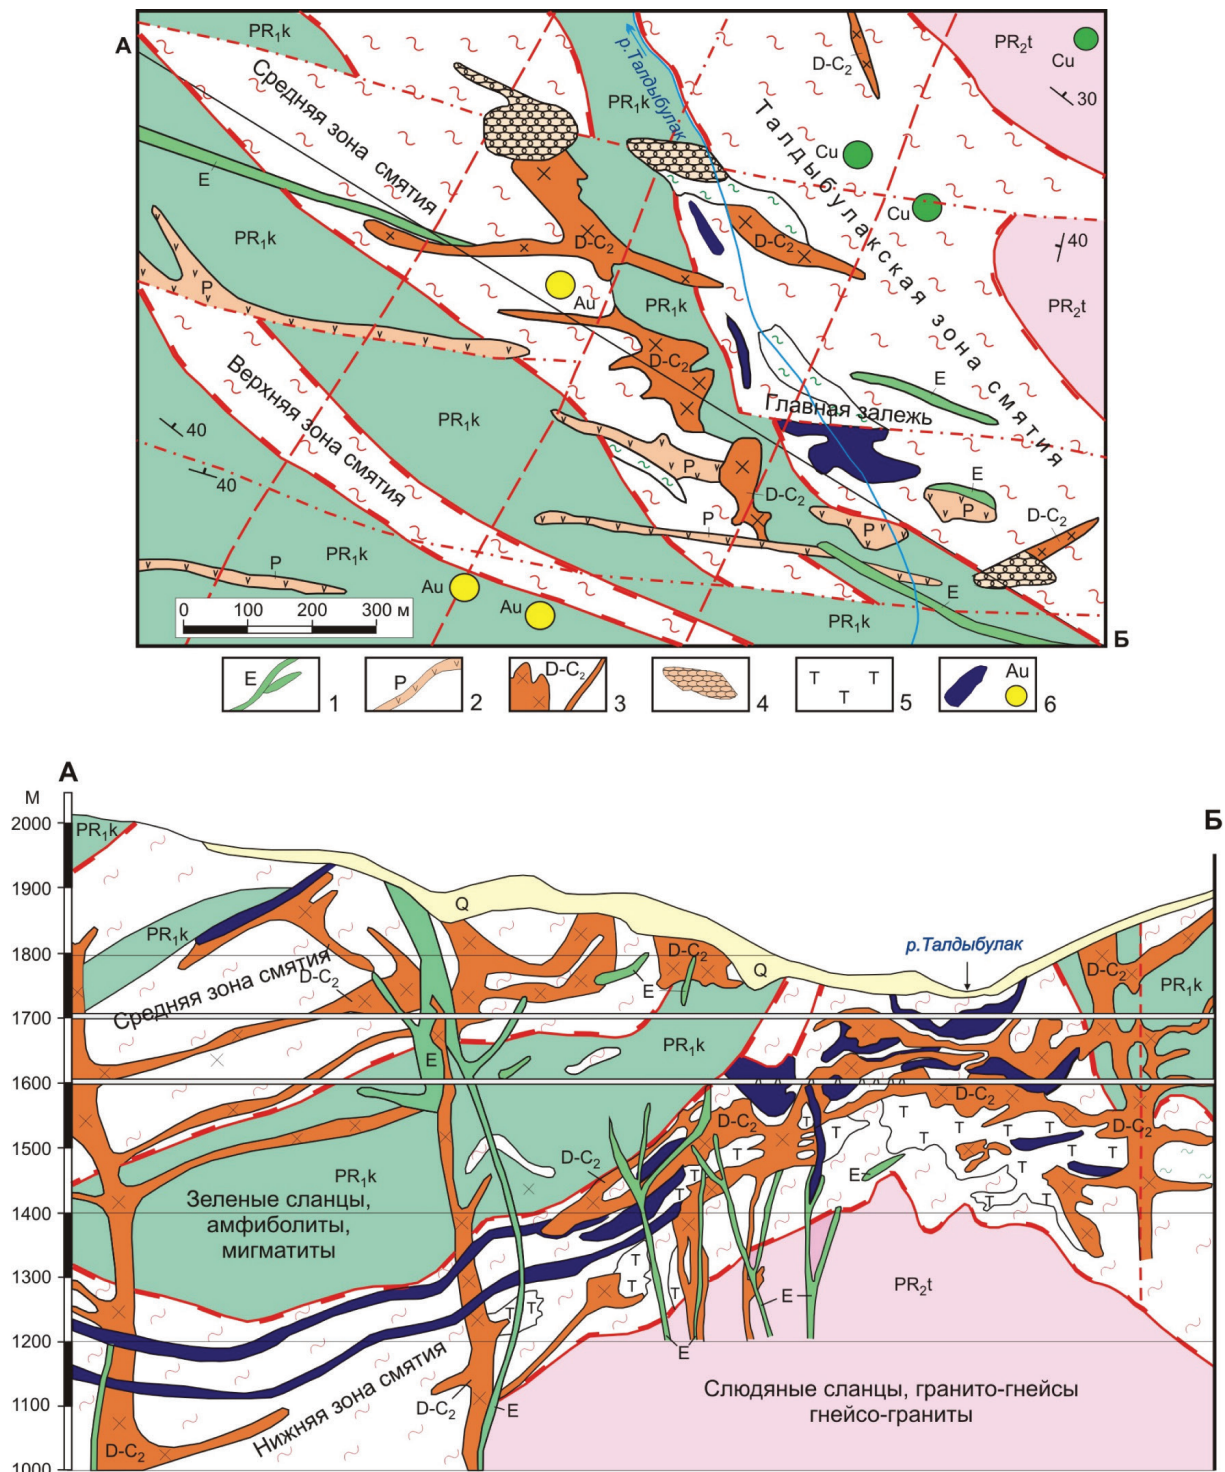 А
PR₁k
Средняя зона смятия
р.Талдыбулак
PR₁k
D-C₂
PR₂t
Cu
30
Cu
Талдыбулакская зона смятия
E
PR₁k
D-C₂
Cu
D-C₂
40
P
Au
PR₁k
PR₂t
D-C₂
Верхняя зона смятия
E
Главная залежь
PR₁k
40
40
P
D-C₂
E
P
P
D-C₂
P
PR₁k
P
Au
Au
E
PR₁k
0 100 200 300 м
Б
E 1
P 2
D-C₂ 3
4
T T T 5
Au 6
А
Б
М
2000
1900
1800
1700
1600
1500
1400
1300
1200
1100
1000
PR₁k
Q
PR₁k
Средняя зона смятия
D-C₂
E
D-C₂
Q
р.Талдыбулак
D-C₂
PR₁k
E
PR₁k
D-C₂
D-C₂
T
T
T
T
T
D-C₂
T
T
T
D-C₂
PR₁k
Зеленые сланцы,
амфиболиты,
мигматиты
T
T
E
T
T
T
T
T
T
T
T
E
PR₂t
E
Нижняя зона смятия
D-C₂
E
D-C₂
Слюдяные сланцы, гранито-гнейсы
гнейсо-граниты